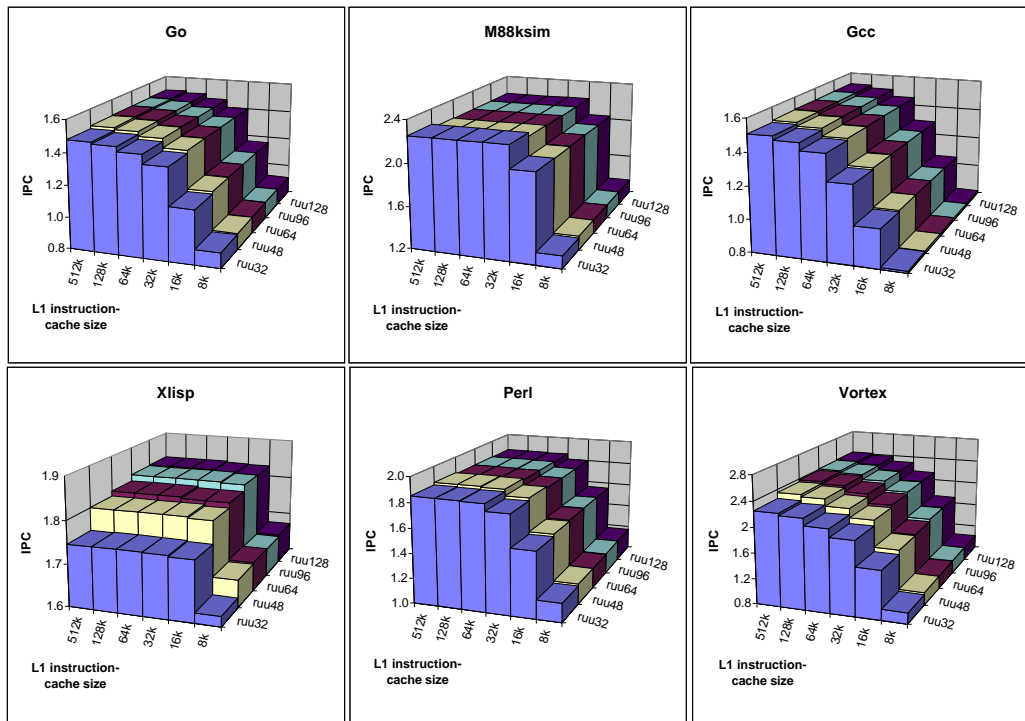 Go
1.6
1.4
1.2
1.0
0.8
IPC
512k
128k
64k
32k
16k
8k
ruu128
ruu96
ruu64
ruu48
ruu32
L1 instruction-
cache size
M88ksim
2.4
2.0
1.6
1.2
IPC
512k
128k
64k
32k
16k
8k
ruu128
ruu96
ruu64
ruu48
ruu32
L1 instruction-
cache size
Gcc
1.6
1.4
1.2
1.0
0.8
IPC
512k
128k
64k
32k
16k
8k
ruu128
ruu96
ruu64
ruu48
ruu32
L1 instruction-
cache size
Xlisp
1.9
1.8
1.7
1.6
IPC
512k
128k
64k
32k
16k
8k
ruu128
ruu96
ruu64
ruu48
ruu32
L1 instruction-
cache size
Perl
2.0
1.8
1.6
1.4
1.2
1.0
IPC
512k
128k
64k
32k
16k
8k
ruu128
ruu96
ruu64
ruu48
ruu32
L1 instruction-
cache size
Vortex
2.8
2.4
2
1.6
1.2
0.8
IPC
512k
128k
64k
32k
16k
8k
ruu128
ruu96
ruu64
ruu48
ruu32
L1 instruction-
cache size